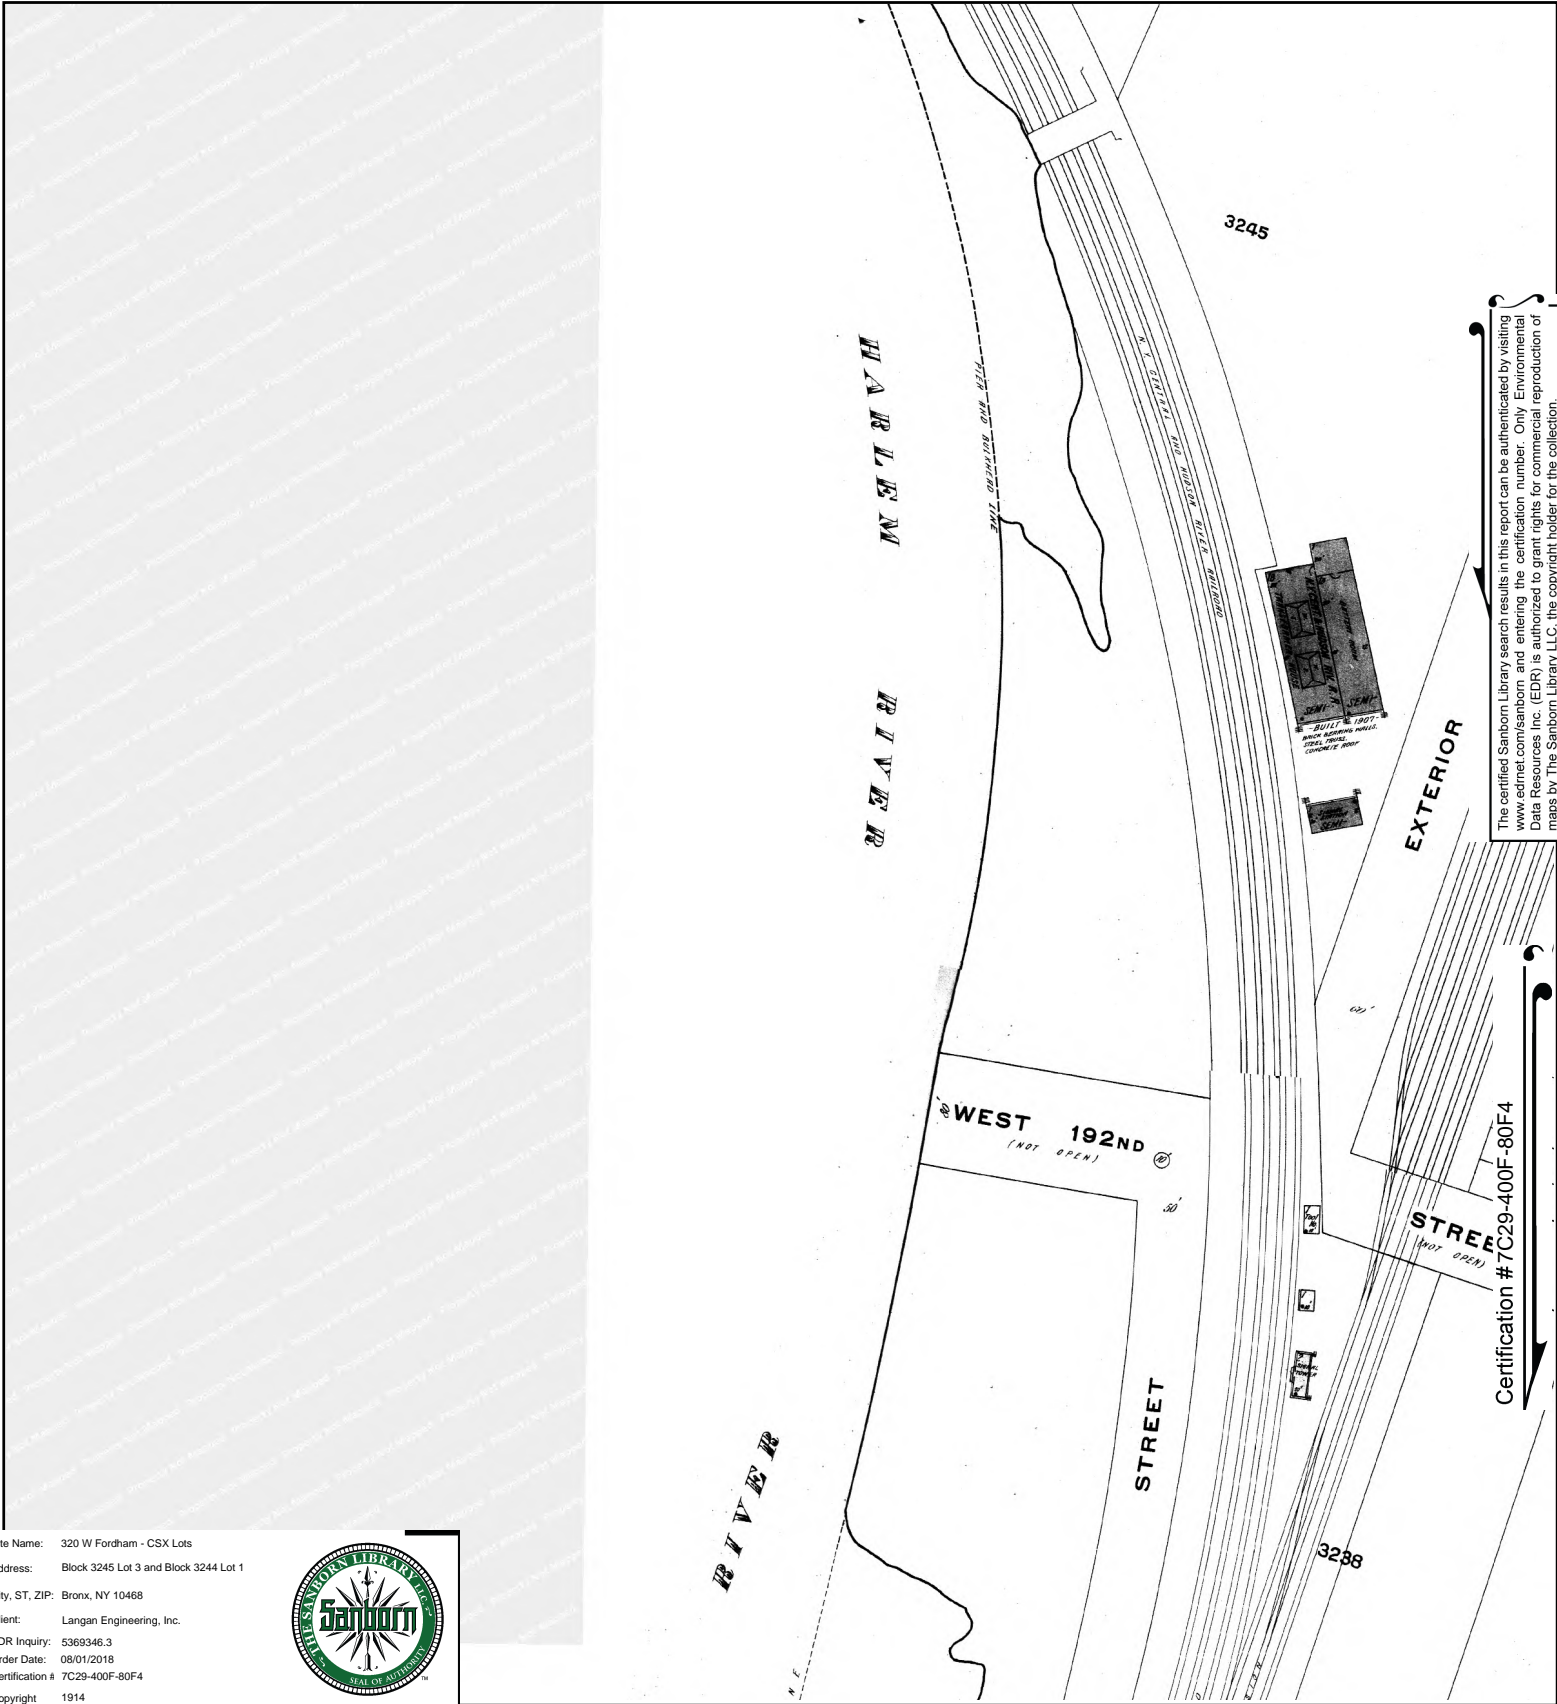 3245
HARLEM
RIVER
PIER AND BULKHEAD LINE
N. Y. CENTRAL AND HUDSON RIVER RAILROAD
SEMI-
SEMI-
-BUILT 1907-
BRICK BEARING WALLS.
STEEL TRUSS.
CONCRETE ROOF
SEMI-
EXTERIOR
60'
80'
WEST 192ND
(NOT OPEN)
50'
STREE
(NOT OPEN)
SIGNAL
TOWER
STREET
RIVER
3238
N E
The certified Sanborn Library search results in this report can be authenticated by visiting
www.edrnet.com/sanborn and entering the certification number. Only Environmental
Data Resources Inc. (EDR) is authorized to grant rights for commercial reproduction of
maps by The Sanborn Library LLC, the copyright holder for the collection.
Certification # 7C29-400F-80F4
te Name: 320 W Fordham - CSX Lots
ddress: Block 3245 Lot 3 and Block 3244 Lot 1
ty, ST, ZIP: Bronx, NY 10468
ient: Langan Engineering, Inc.
DR Inquiry: 5369346.3
rder Date: 08/01/2018
ertification # 7C29-400F-80F4
opyright 1914
THE SANBORN LIBRARY, LLC.
Sanborn
SEAL OF AUTHORITY
TM